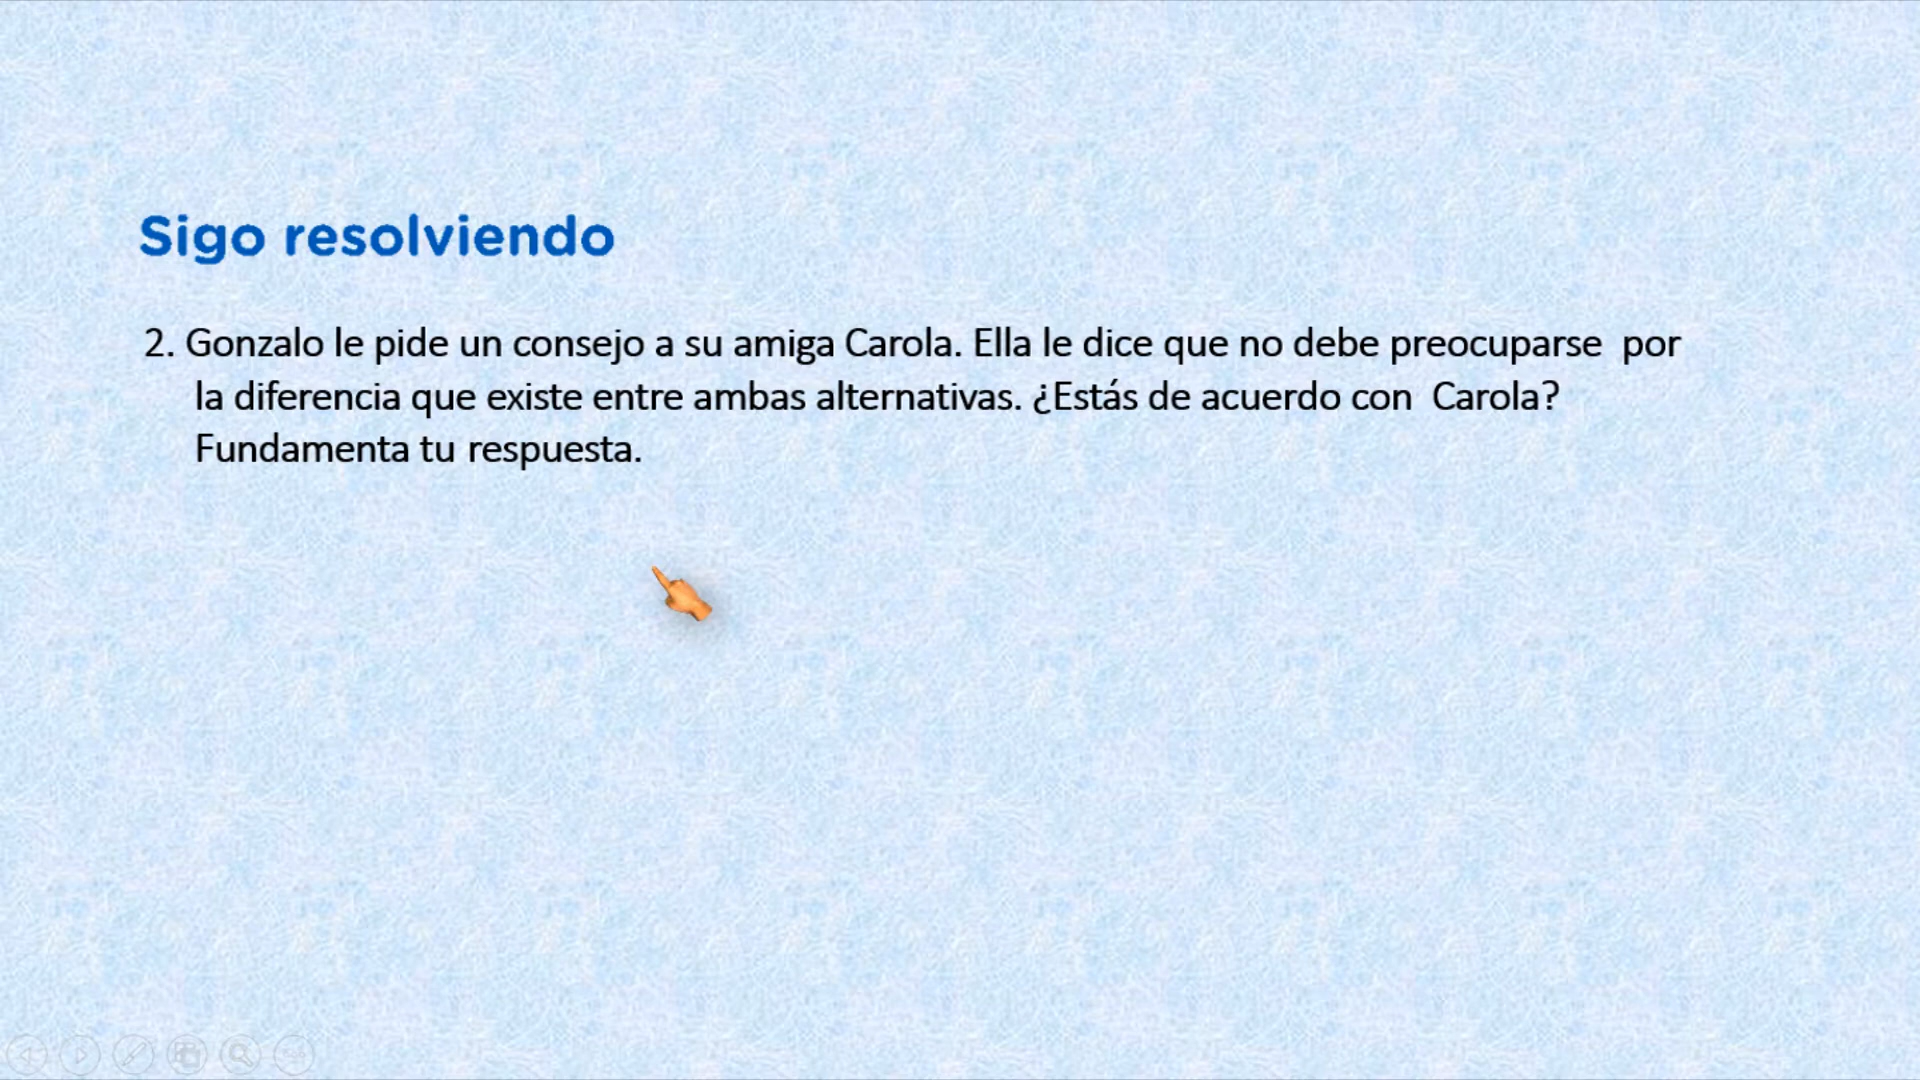 Sigo resolviendo
2. Gonzalo le pide un consejo a su amiga Carola. Ella le dice que no debe preocuparse por
la diferencia que existe entre ambas alternativas. ¿Estás de acuerdo con Carola?
Fundamenta tu respuesta.